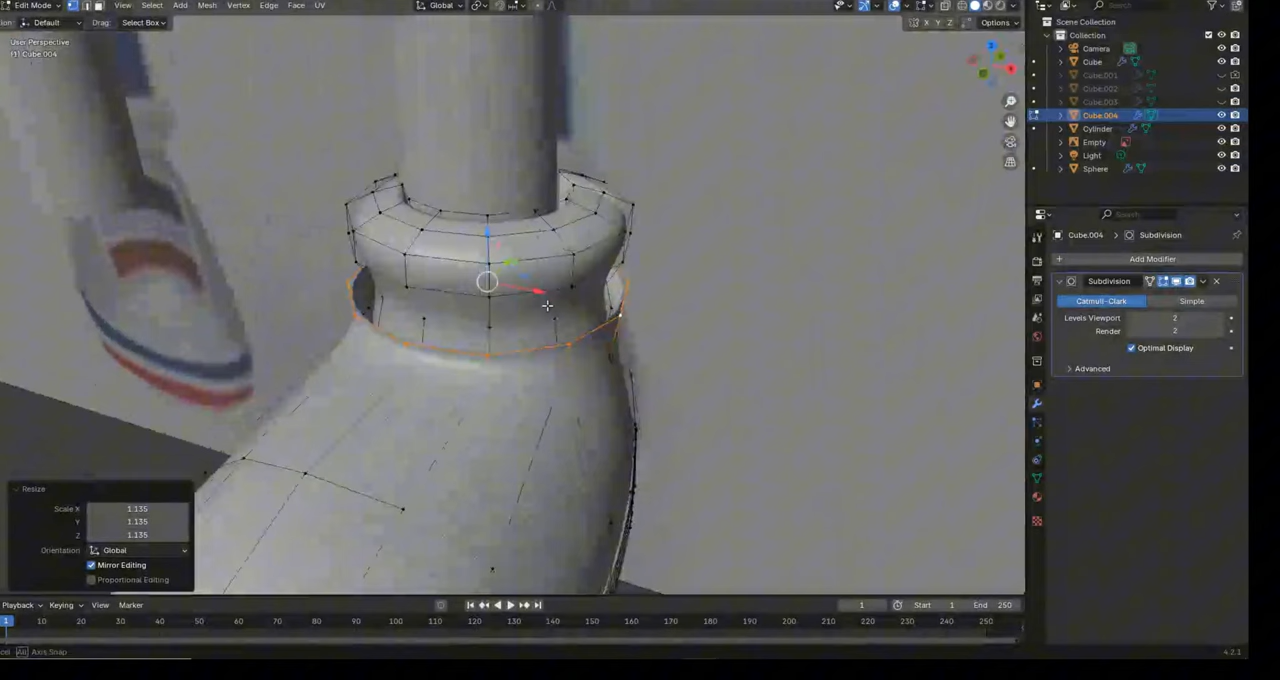 Edit Mode View Select Add Mesh Vertex Edge Face UV Global
Default Drag: Select Box X Y Z Options
User Perspective
(1) Cube.004
Scene Collection
Collection
Camera
Cube
Cube.001
Cube.002
Cube.003
Cube.004
Cylinder
Empty
Light
Sphere
Cube.004 Subdivision
Add Modifier
Subdivision
Catmull-Clark Simple
Levels Viewport 2
Render 2
Optimal Display
Advanced
Resize
Scale X 1.135
Y 1.135
Z 1.135
Orientation Global
Mirror Editing
Proportional Editing
Playback Keying View Marker 1 Start 1 End 250
1 10 20 30 40 50 60 70 80 90 100 110 120 130 140 150 160 170 180 190 200 210 220 230 240 250
Alt Axis Snap 4.2.1